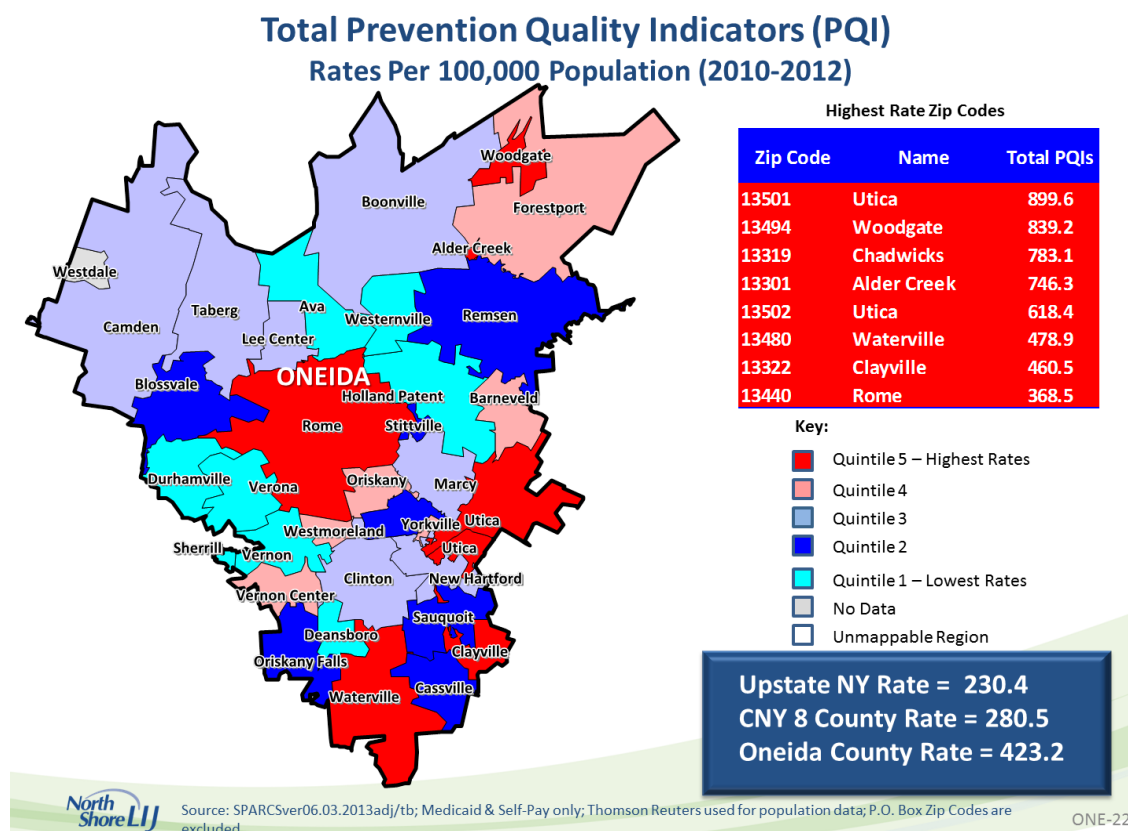 Total Prevention Quality Indicators (PQI)
Rates Per 100,000 Population (2010-2012)
Highest Rate Zip Codes
Zip Code Name Total PQIs
13501 Utica 899.6
13494 Woodgate 839.2
13319 Chadwicks 783.1
13301 Alder Creek 746.3
13502 Utica 618.4
13480 Waterville 478.9
13322 Clayville 460.5
13440 Rome 368.5
Key:
Quintile 5 – Highest Rates
Quintile 4
Quintile 3
Quintile 2
Quintile 1 – Lowest Rates
No Data
Unmappable Region
Upstate NY Rate = 230.4
CNY 8 County Rate = 280.5
Oneida County Rate = 423.2
Woodgate
Boonville
Forestport
Alder Creek
Westdale
Ava
Taberg
Remsen
Westernville
Camden
Lee Center
ONEIDA
Blossvale
Holland Patent
Barneveld
Rome
Stittville
Durhamville
Oriskany
Marcy
Verona
Yorkville
Utica
Westmoreland
Sherrill
Utica
Vernon
Clinton
New Hartford
Vernon Center
Sauquoit
Deansboro
Clayville
Oriskany Falls
Cassville
Waterville
North
Shore LIJ
Source: SPARCSver06.03.2013adj/tb; Medicaid & Self-Pay only; Thomson Reuters used for population data; P.O. Box Zip Codes are
excluded
ONE-22